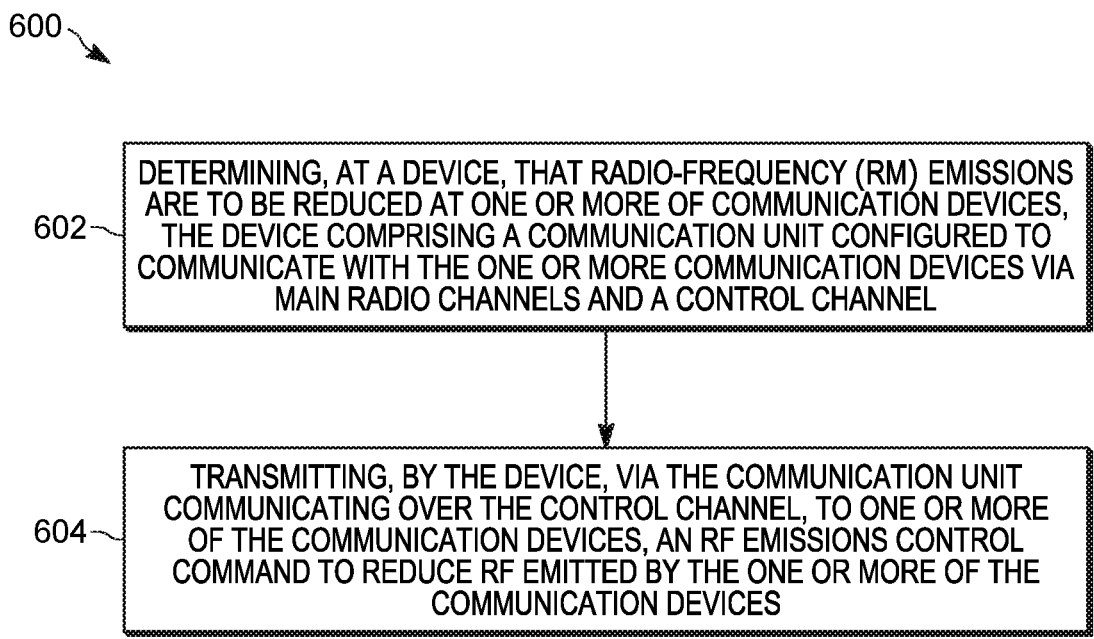 600
602
DETERMINING, AT A DEVICE, THAT RADIO-FREQUENCY (RM) EMISSIONS
ARE TO BE REDUCED AT ONE OR MORE OF COMMUNICATION DEVICES,
THE DEVICE COMPRISING A COMMUNICATION UNIT CONFIGURED TO
COMMUNICATE WITH THE ONE OR MORE COMMUNICATION DEVICES VIA
MAIN RADIO CHANNELS AND A CONTROL CHANNEL
604
TRANSMITTING, BY THE DEVICE, VIA THE COMMUNICATION UNIT
COMMUNICATING OVER THE CONTROL CHANNEL, TO ONE OR MORE
OF THE COMMUNICATION DEVICES, AN RF EMISSIONS CONTROL
COMMAND TO REDUCE RF EMITTED BY THE ONE OR MORE OF THE
COMMUNICATION DEVICES